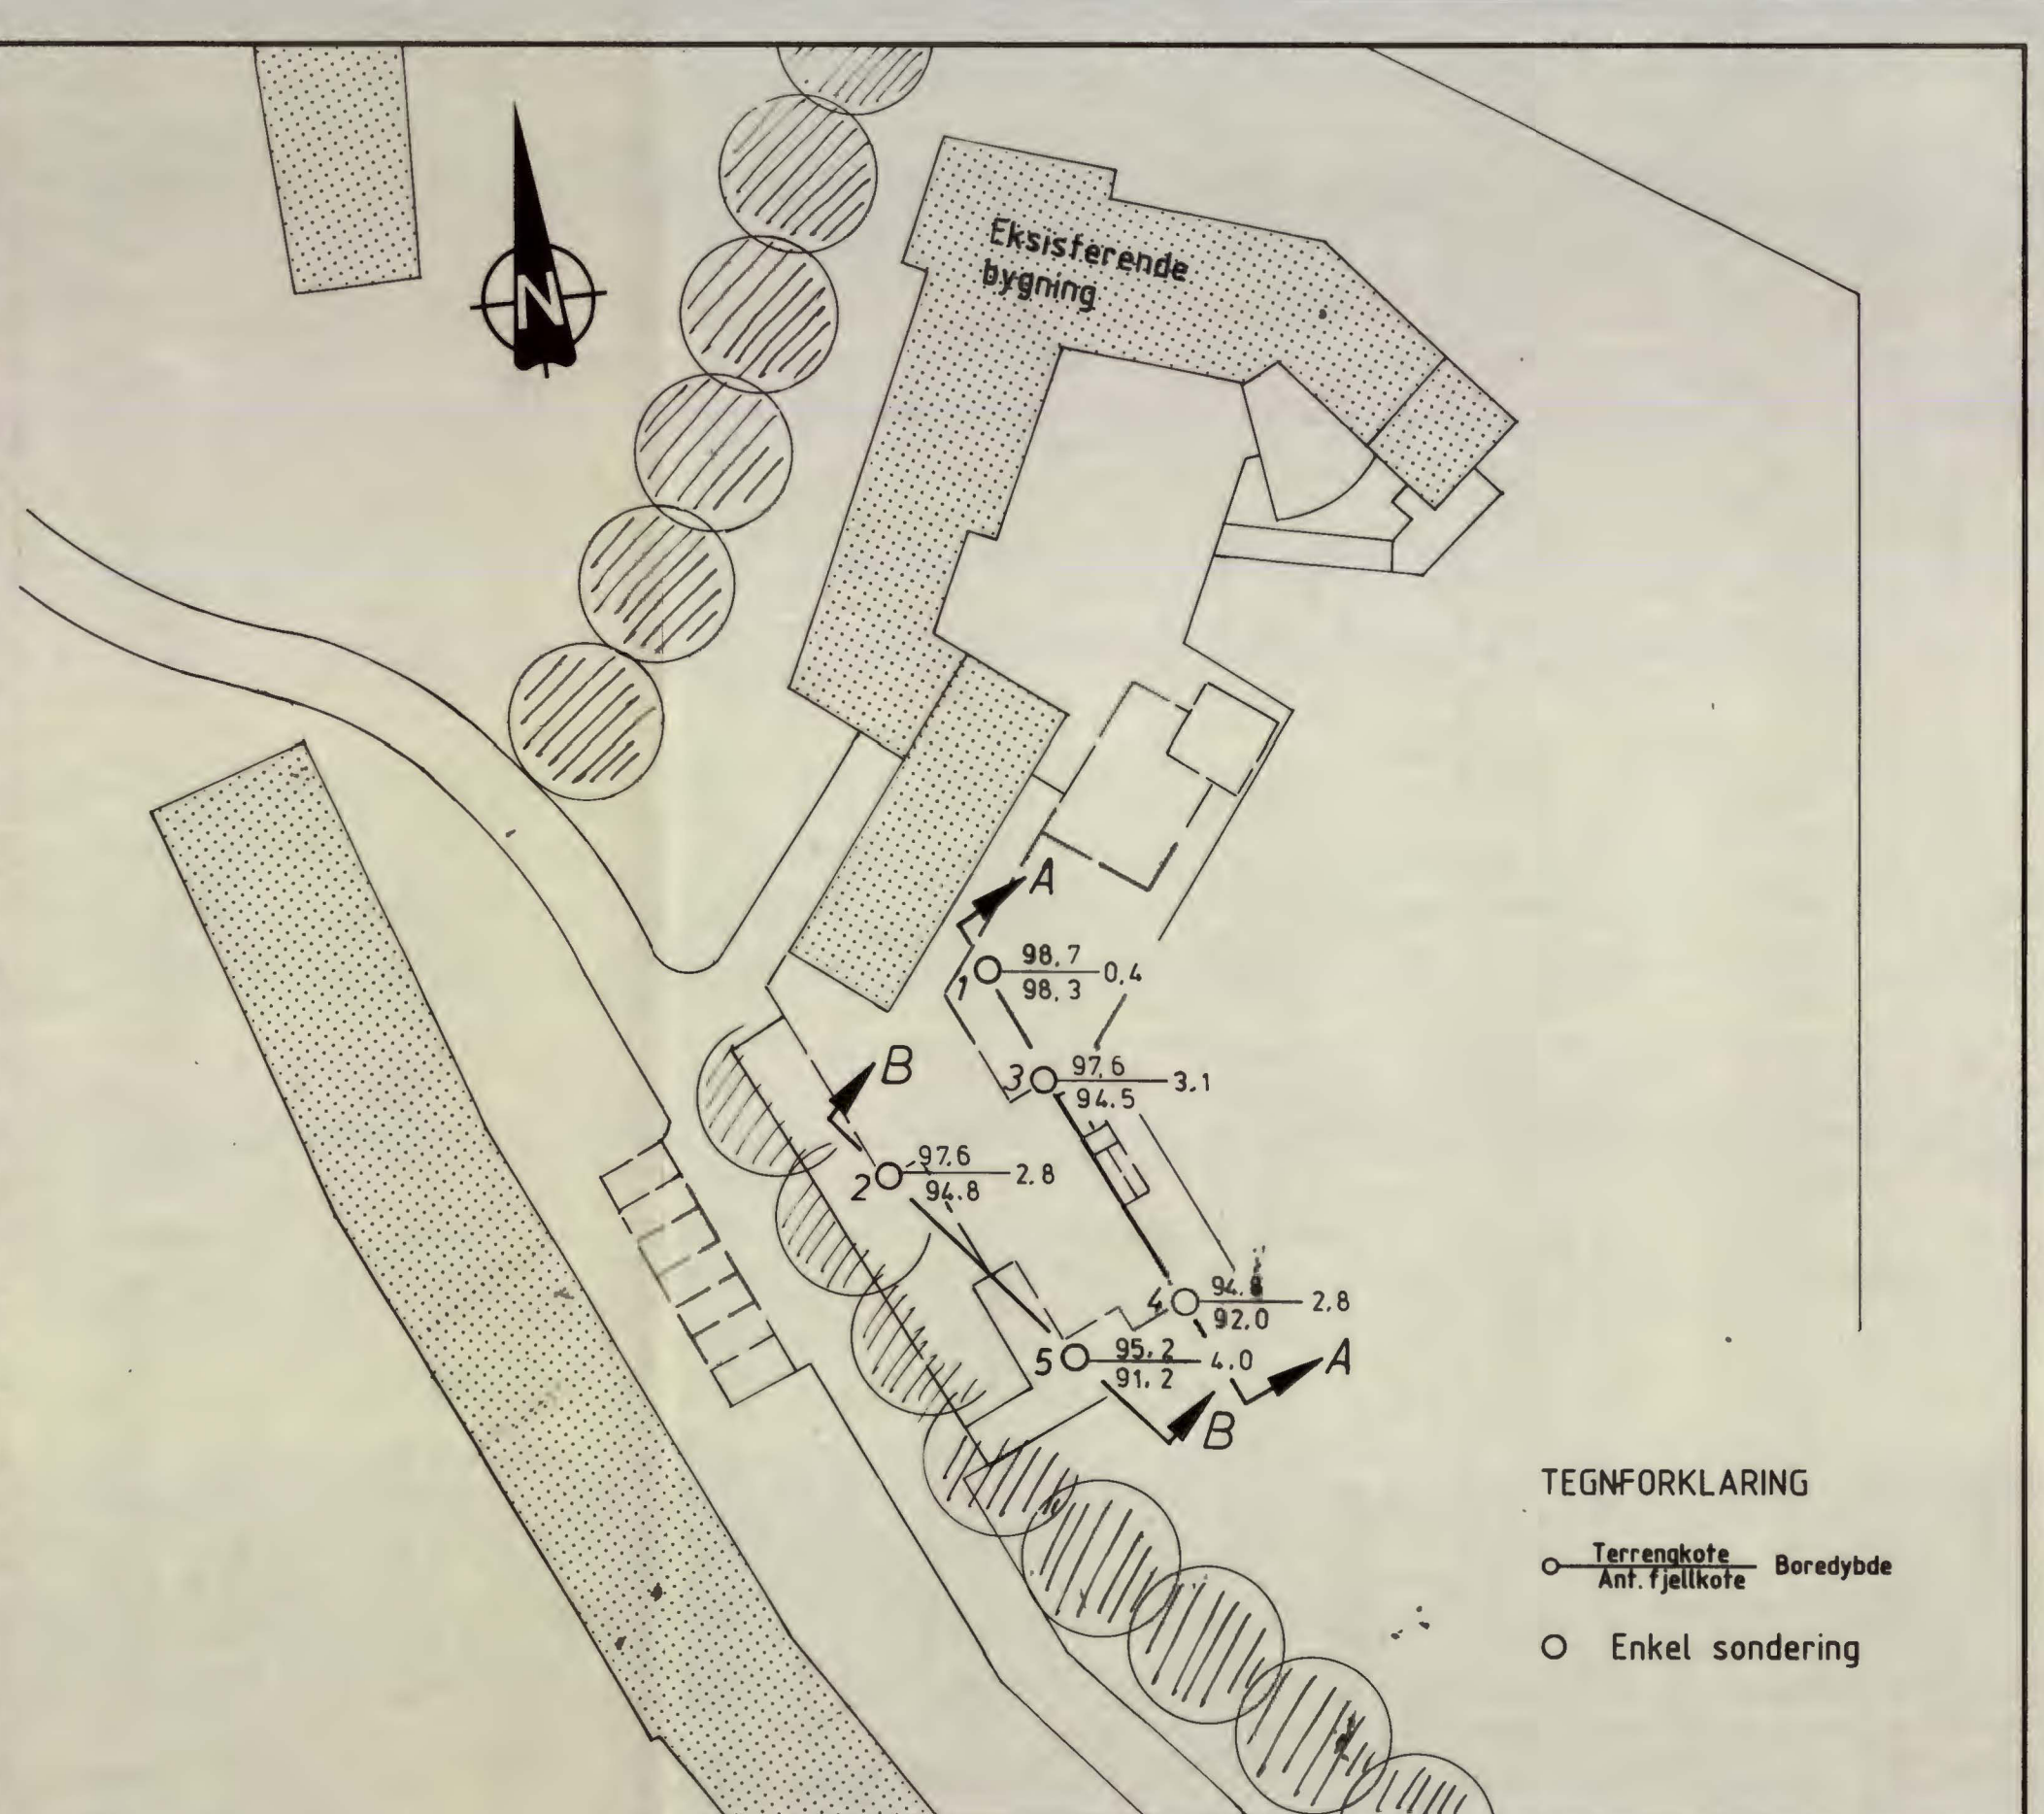 N
Eksisterende
bygning
A
1 98.7 0.4
98.3
B
3 97.6 3.1
94.5
2 97.6 2.8
94.8
4 94.8 2.8
92.0
5 95.2 4.0
91.2
A
B
TEGNFORKLARING
Terrengkote Boredybde
Ant. fjellkote
Enkel sondering